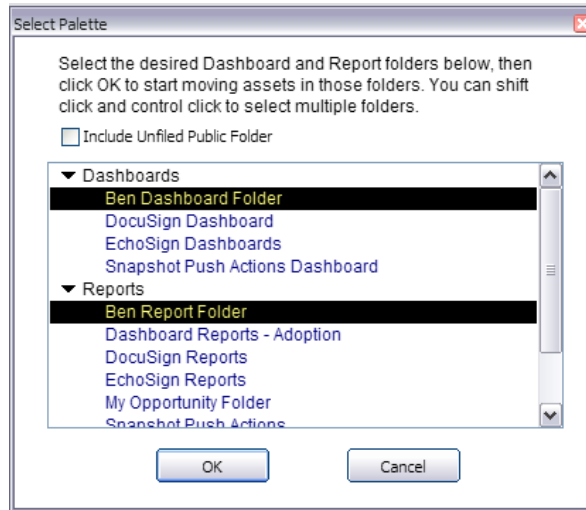 Select Palette
Select the desired Dashboard and Report folders below, then
click OK to start moving assets in those folders. You can shift
click and control click to select multiple folders.
Include Unfiled Public Folder
Dashboards
Ben Dashboard Folder
DocuSign Dashboard
EchoSign Dashboards
Snapshot Push Actions Dashboard
Reports
Ben Report Folder
Dashboard Reports - Adoption
DocuSign Reports
EchoSign Reports
My Opportunity Folder
Snapshot Push Actions
OK Cancel